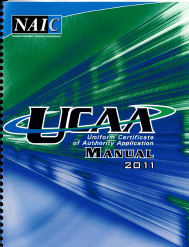 NAIC
UCAA
Uniform Certificate
of Authority Application
MANUAL
2011